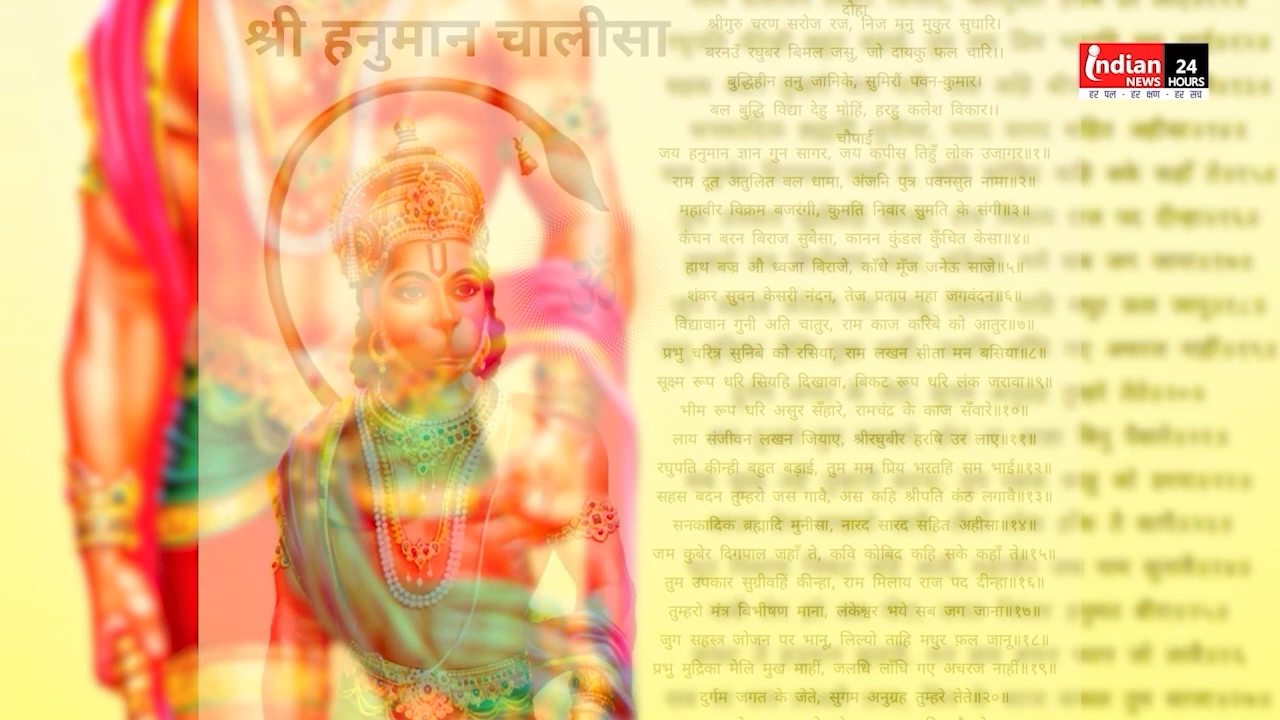 श्री हनुमान चालीसा
दोहा
श्रीगुरु चरण सरोज रज, निज मनु मुकुर सुधारि।
बरनउँ रघुबर बिमल जसु, जो दायकु फल चारि।।
बुद्धिहीन तनु जानिके, सुमिरौं पवन-कुमार।
बल बुद्धि विद्या देहु मोहिं, हरहु कलेश विकार।।
चौपाई
जय हनुमान ज्ञान गुन सागर, जय कपीस तिहुँ लोक उजागर॥१॥
राम दूत अतुलित बल धामा, अंजनि पुत्र पवनसुत नामा॥२॥
महावीर विक्रम बजरंगी, कुमति निवार सुमति के संगी॥३॥
कंचन बरन बिराज सुबेसा, कानन कुंडल कुँचित केसा॥४॥
हाथ बज्र औ ध्वजा बिराजे, काँधे मूँज जनेऊ साजे॥५॥
शंकर सुवन केसरी नंदन, तेज प्रताप महा जगवंदन॥६॥
विद्यावान गुनी अति चातुर, राम काज करिबे को आतुर॥७॥
प्रभु चरित्र सुनिबे को रसिया, राम लखन सीता मन बसिया॥८॥
सूक्ष्म रूप धरि सियहि दिखावा, बिकट रूप धरि लंक जरावा॥९॥
भीम रूप धरि असुर सँहारे, रामचंद्र के काज सँवारे॥१०॥
लाय संजीवन लखन जियाए, श्रीरघुबीर हरषि उर लाए॥११॥
रघुपति कीन्ही बहुत बड़ाई, तुम मम प्रिय भरतहि सम भाई॥१२॥
सहस बदन तुम्हरो जस गावै, अस कहि श्रीपति कंठ लगावै॥१३॥
सनकादिक ब्रह्मादि मुनीसा, नारद सारद सहित अहीसा॥१४॥
जम कुबेर दिगपाल जहाँ ते, कवि कोबिद कहि सके कहाँ ते॥१५॥
तुम उपकार सुग्रीवहिं कीन्हा, राम मिलाय राज पद दीन्हा॥१६॥
तुम्हरो मंत्र बिभीषण माना, लंकेश्वर भये सब जग जाना॥१७॥
जुग सहस्त्र जोजन पर भानू, लिल्यो ताहि मधुर फ़ल जानू॥१८॥
प्रभु मुद्रिका मेलि मुख माहीं, जलधि लाँघि गए अचरज नाहीं॥१९॥
दुर्गम जगत के जेते, सुगम अनुग्रह तुम्हरे तेते॥२०॥
indian
NEWS
24
HOURS
हर पल - हर क्षण - हर सच
ॐ